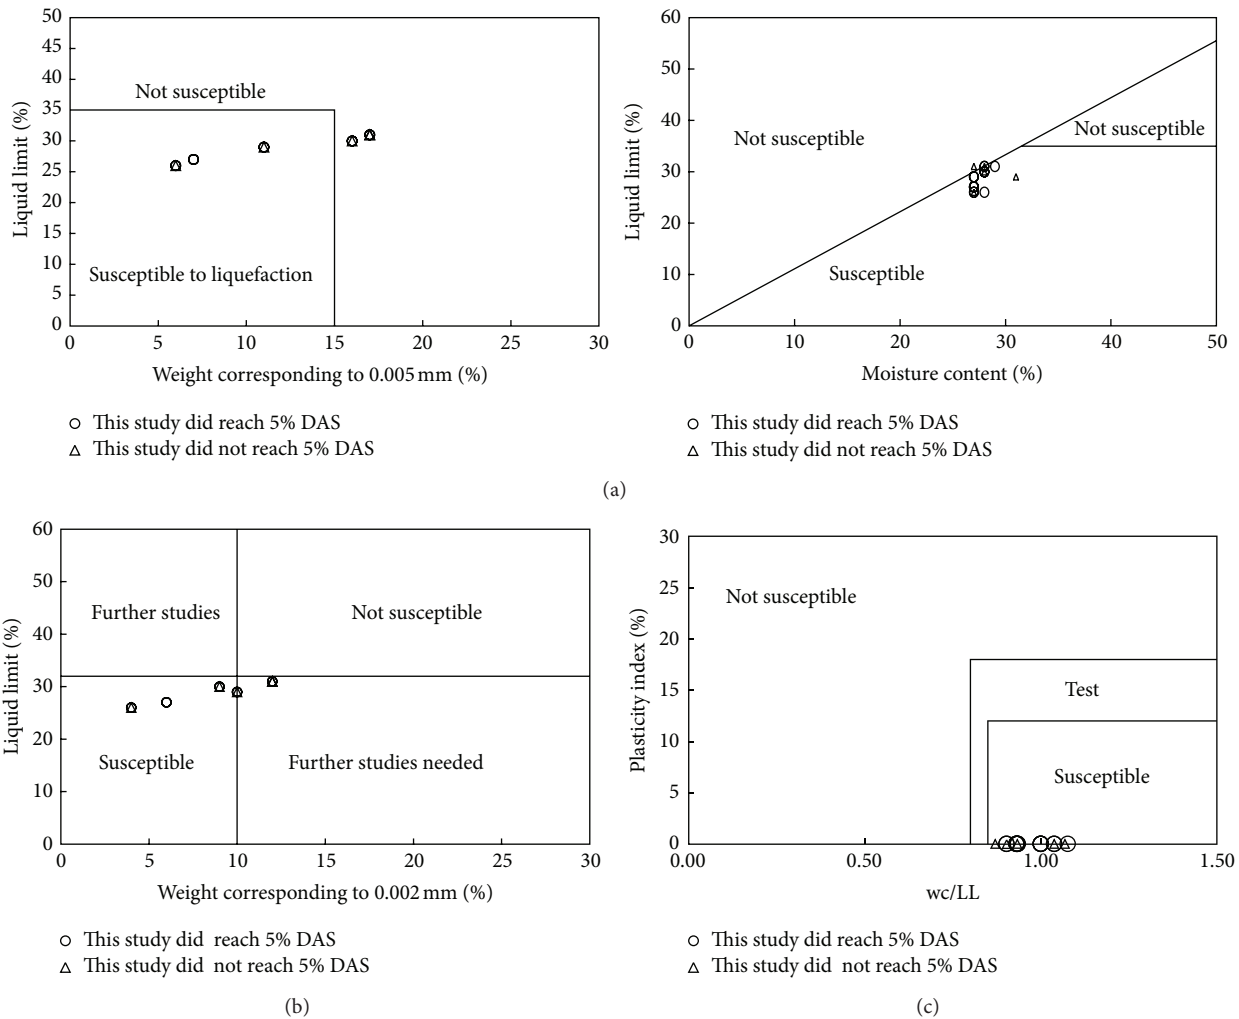 50
45
40
35
30
25
20
15
10
5
0
Liquid limit (%)
Not susceptible
Susceptible to liquefaction
0 5 10 15 20 25 30
Weight corresponding to 0.005 mm (%)
This study did reach 5% DAS
This study did not reach 5% DAS
60
50
40
30
20
10
0
Liquid limit (%)
Not susceptible
Not susceptible
Susceptible
0 10 20 30 40 50
Moisture content (%)
This study did reach 5% DAS
This study did not reach 5% DAS
(a)
60
50
40
30
20
10
0
Liquid limit (%)
Further studies
Not susceptible
Susceptible
Further studies needed
0 5 10 15 20 25 30
Weight corresponding to 0.002 mm (%)
This study did reach 5% DAS
This study did not reach 5% DAS
(b)
30
25
20
15
10
5
0
Plasticity index (%)
Not susceptible
Test
Susceptible
0.00 0.50 1.00 1.50
wc/LL
This study did reach 5% DAS
This study did not reach 5% DAS
(c)